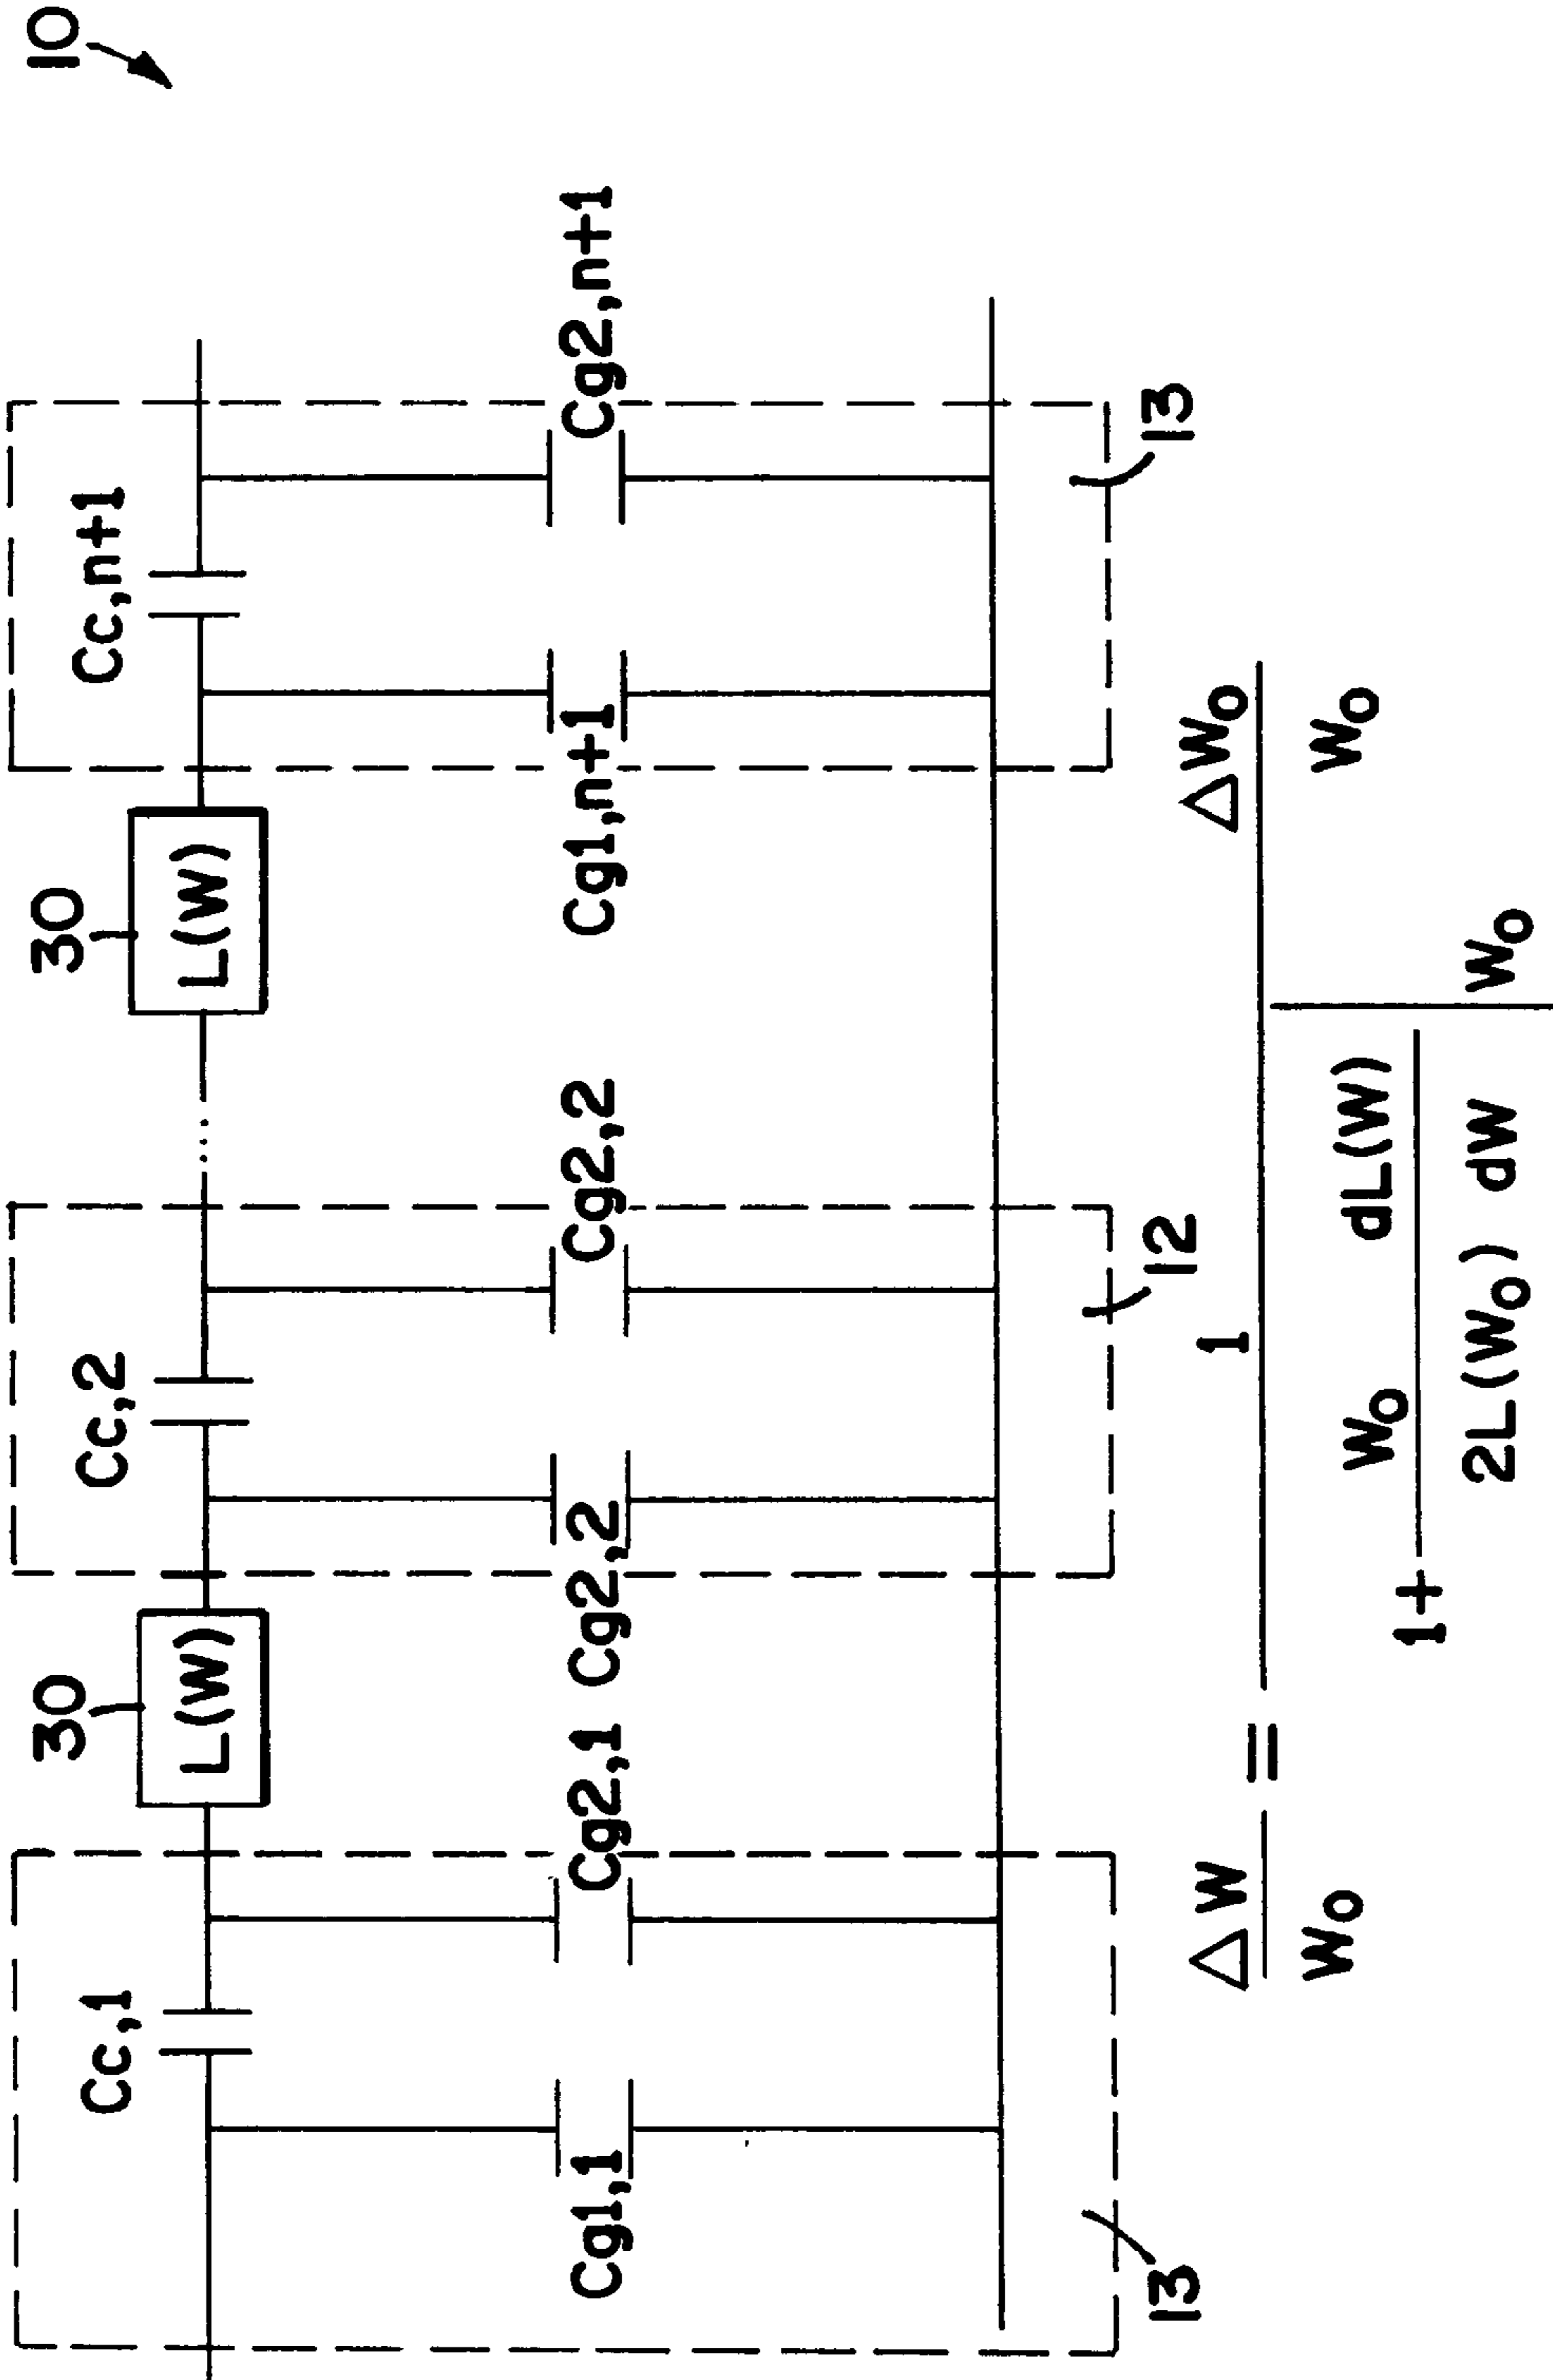 10
30
30
Cc,1
L(W)
Cc,2
L(W)
Cc,n+1
Cg1,1
Cg2,1
Cg2,2
Cg2,2
Cg1,n+1
Cg2,n+1
13
12
13
ΔW
W₀
=
1
ΔW₀
W₀
1+
W₀
dL(W)
2L(W₀) dW
W₀